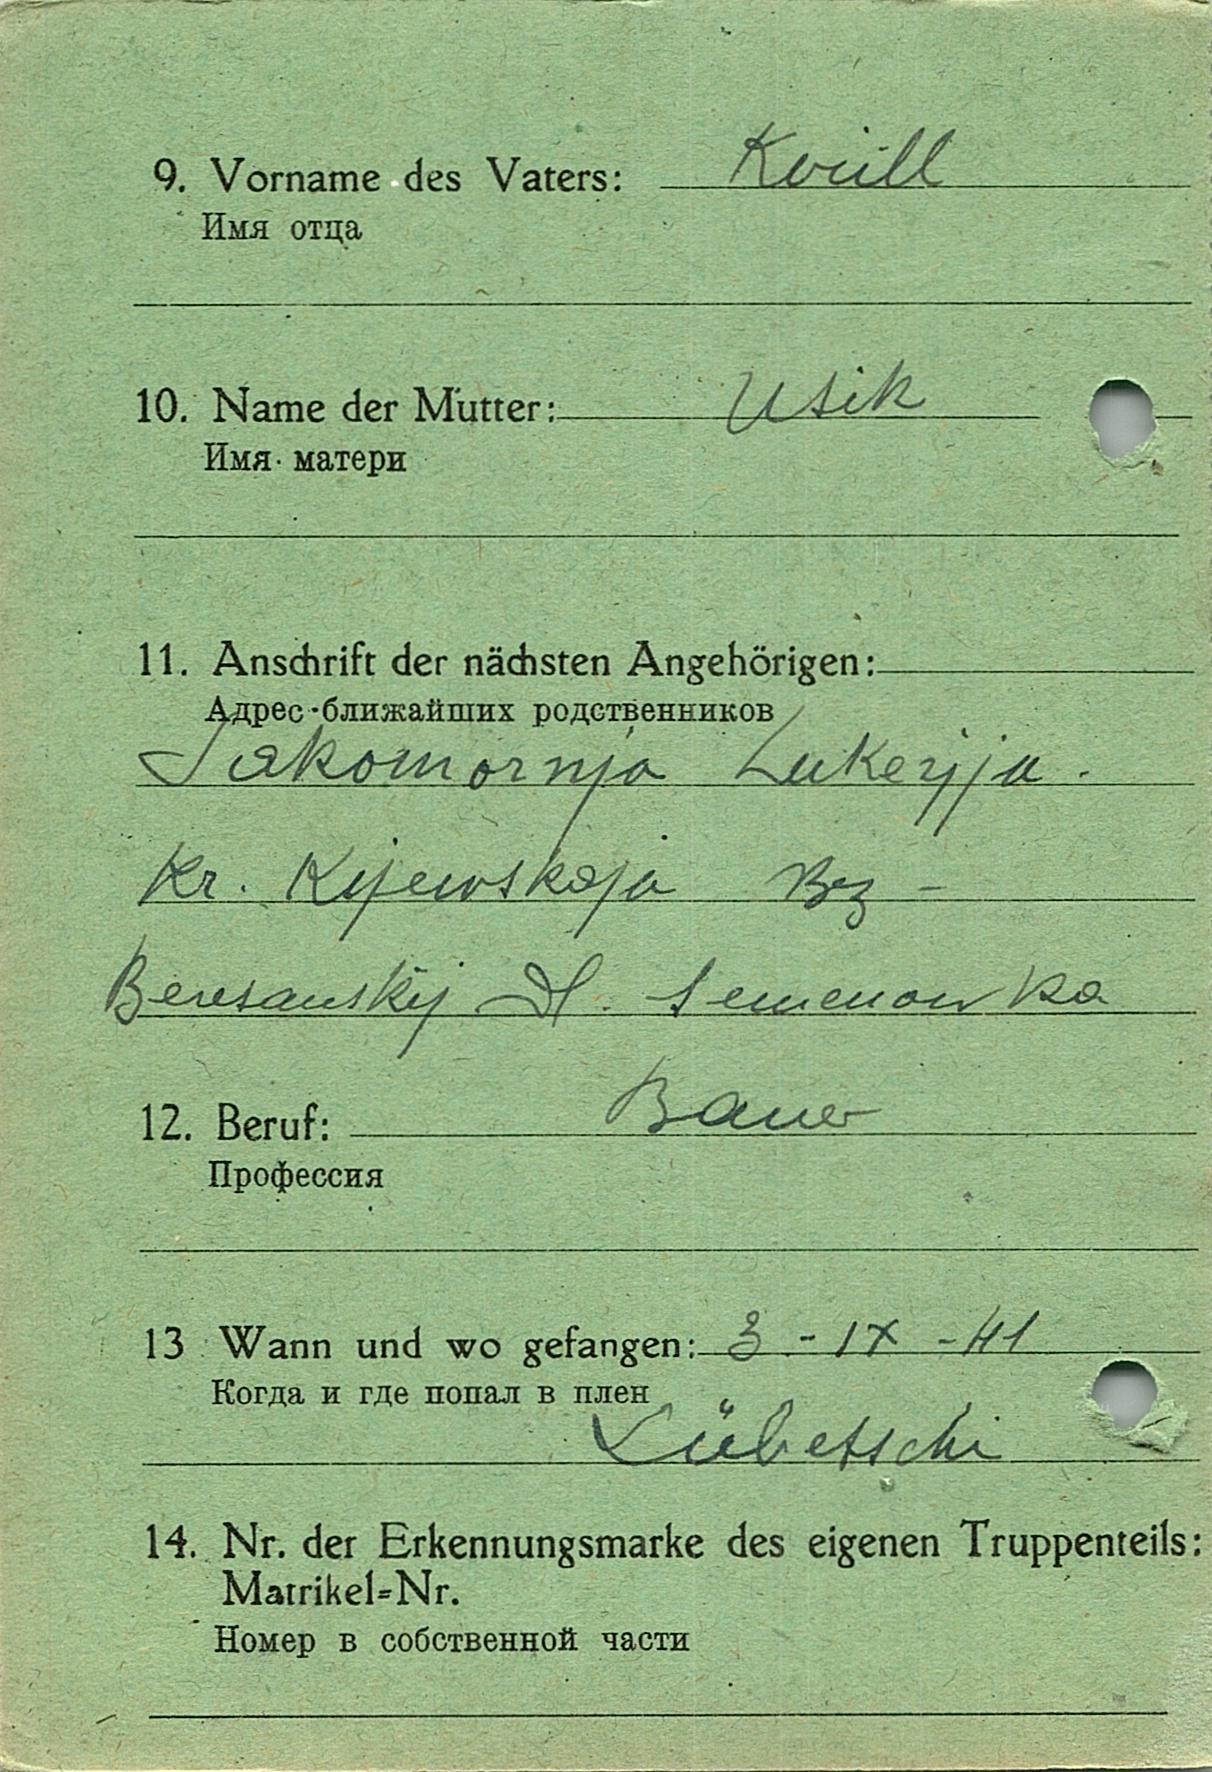 9. Vorname des Vaters: Kirill
Имя отца
10. Name der Mutter: Usik
Имя матери
11. Anschrift der nächsten Angehörigen:
Адрес ближайших родственников
Lukerjja.
Kr. Kijewskaja Bez-
Beresanskij D. Semenowka
12. Beruf: Bauer
Профессия
13 Wann und wo gefangen: 3 - IX - 41
Когда и где попал в плен
Lübetschi
14. Nr. der Erkennungsmarke des eigenen Truppenteils:
Matrikel=Nr.
Номер в собственной части